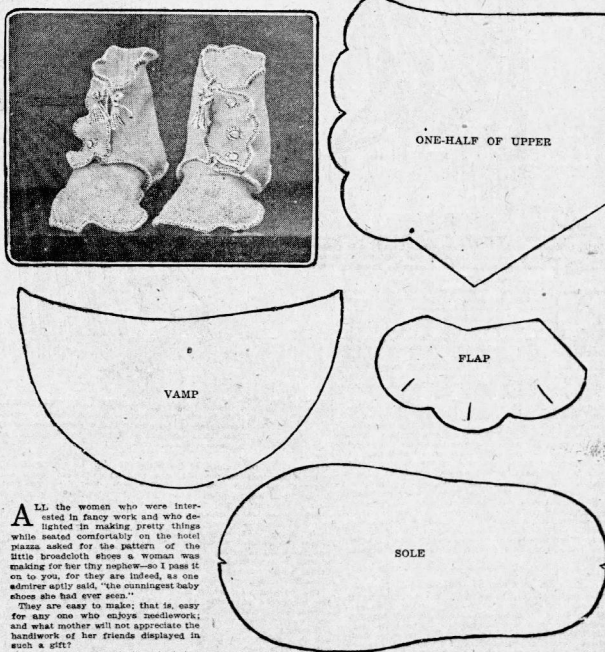 ONE-HALF OF UPPER
FLAP
VAMP
SOLE
ALL the women who were inter-
ested in fancy work and who de-
lighted in making pretty things
while seated comfortably on the hotel
piazza asked for the pattern of the
little broadcloth shoes a woman was
making for her tiny nephew—so I pass it
on to you, for they are indeed, as one
admirer aptly said, "the cunningest baby
shoes she had ever seen."
They are easy to make; that is, easy
for any one who enjoys needlework;
and what mother will not appreciate the
handiwork of her friends displayed in
such a gift?